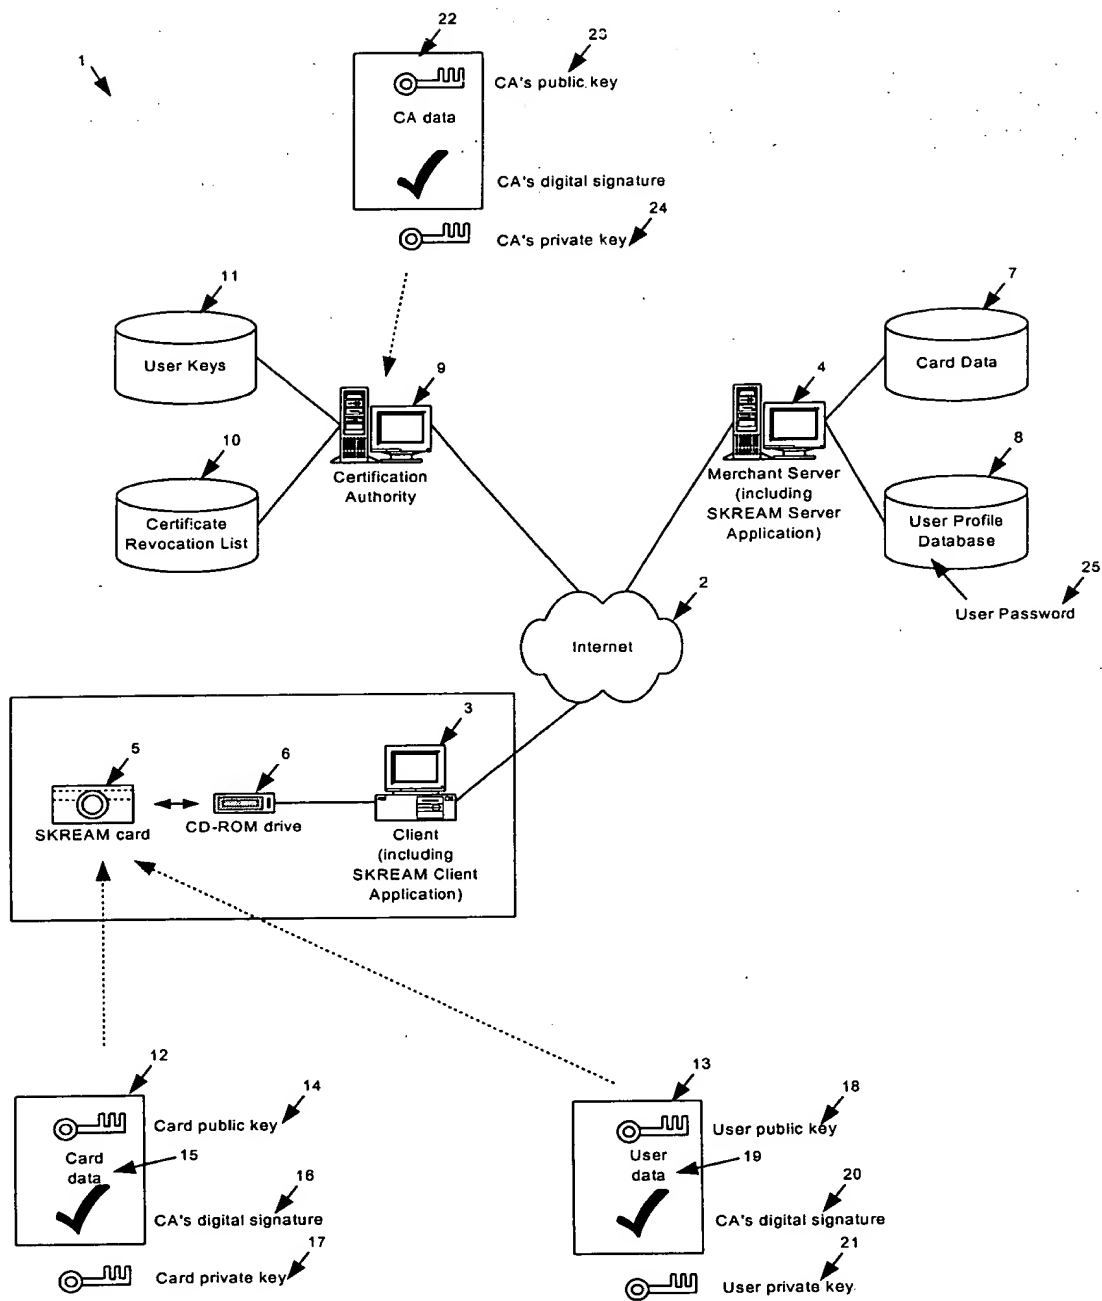 22
23
1
CA's public key
CA data
CA's digital signature
24
CA's private key
11
7
User Keys
Card Data
9
4
10
8
Certification
Authority
Merchant Server
(including
SKREAM Server
Application)
Certificate
Revocation List
User Profile
Database
25
User Password
2
Internet
3
5
6
SKREAM card
CD-ROM drive
Client
(including
SKREAM Client
Application)
12
14
Card public key
Card
data
15
16
CA's digital signature
17
Card private key
13
18
User public key
User
data
19
20
CA's digital signature
21
User private key